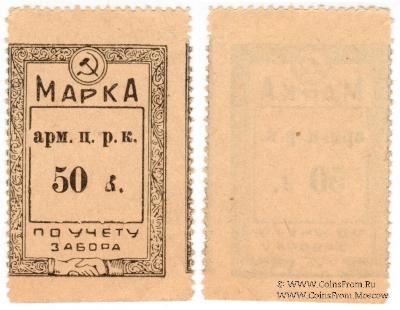 МАРКА
арм. ц. р. к.
50 к.
ПО УЧЕТУ
ЗАБОРА
© www.CoinsFrom.Ru
www.CoinsFrom.Moscow